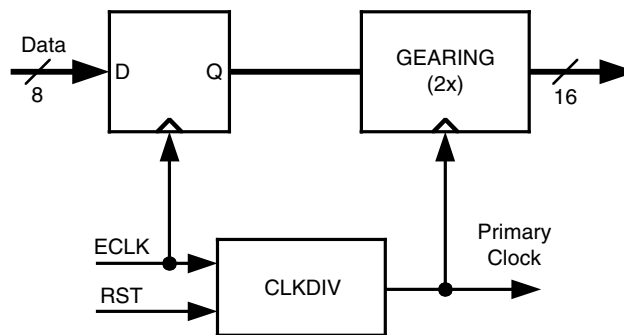 Data
8
D
Q
GEARING
(2x)
16
ECLK
RST
CLKDIV
Primary
Clock